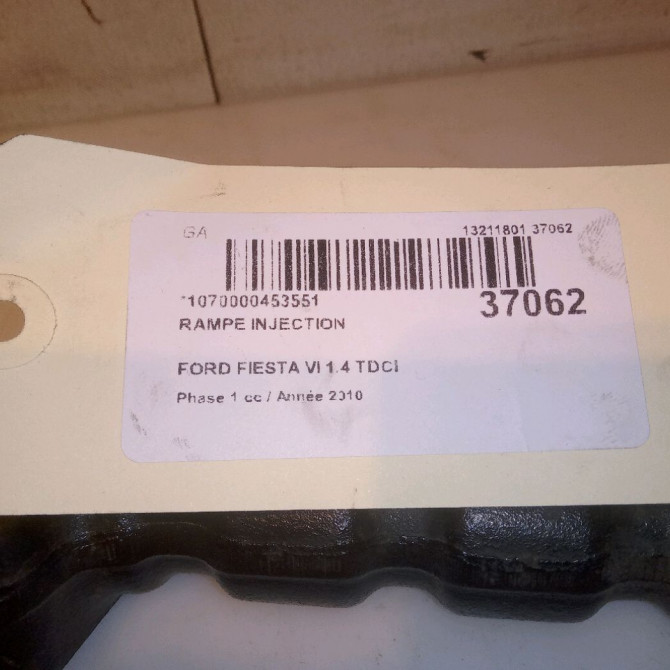 GA
13211801 37062
*1070000453551
37062
RAMPE INJECTION
FORD FIESTA VI 1.4 TDCI
Phase 1 cc / Année 2010